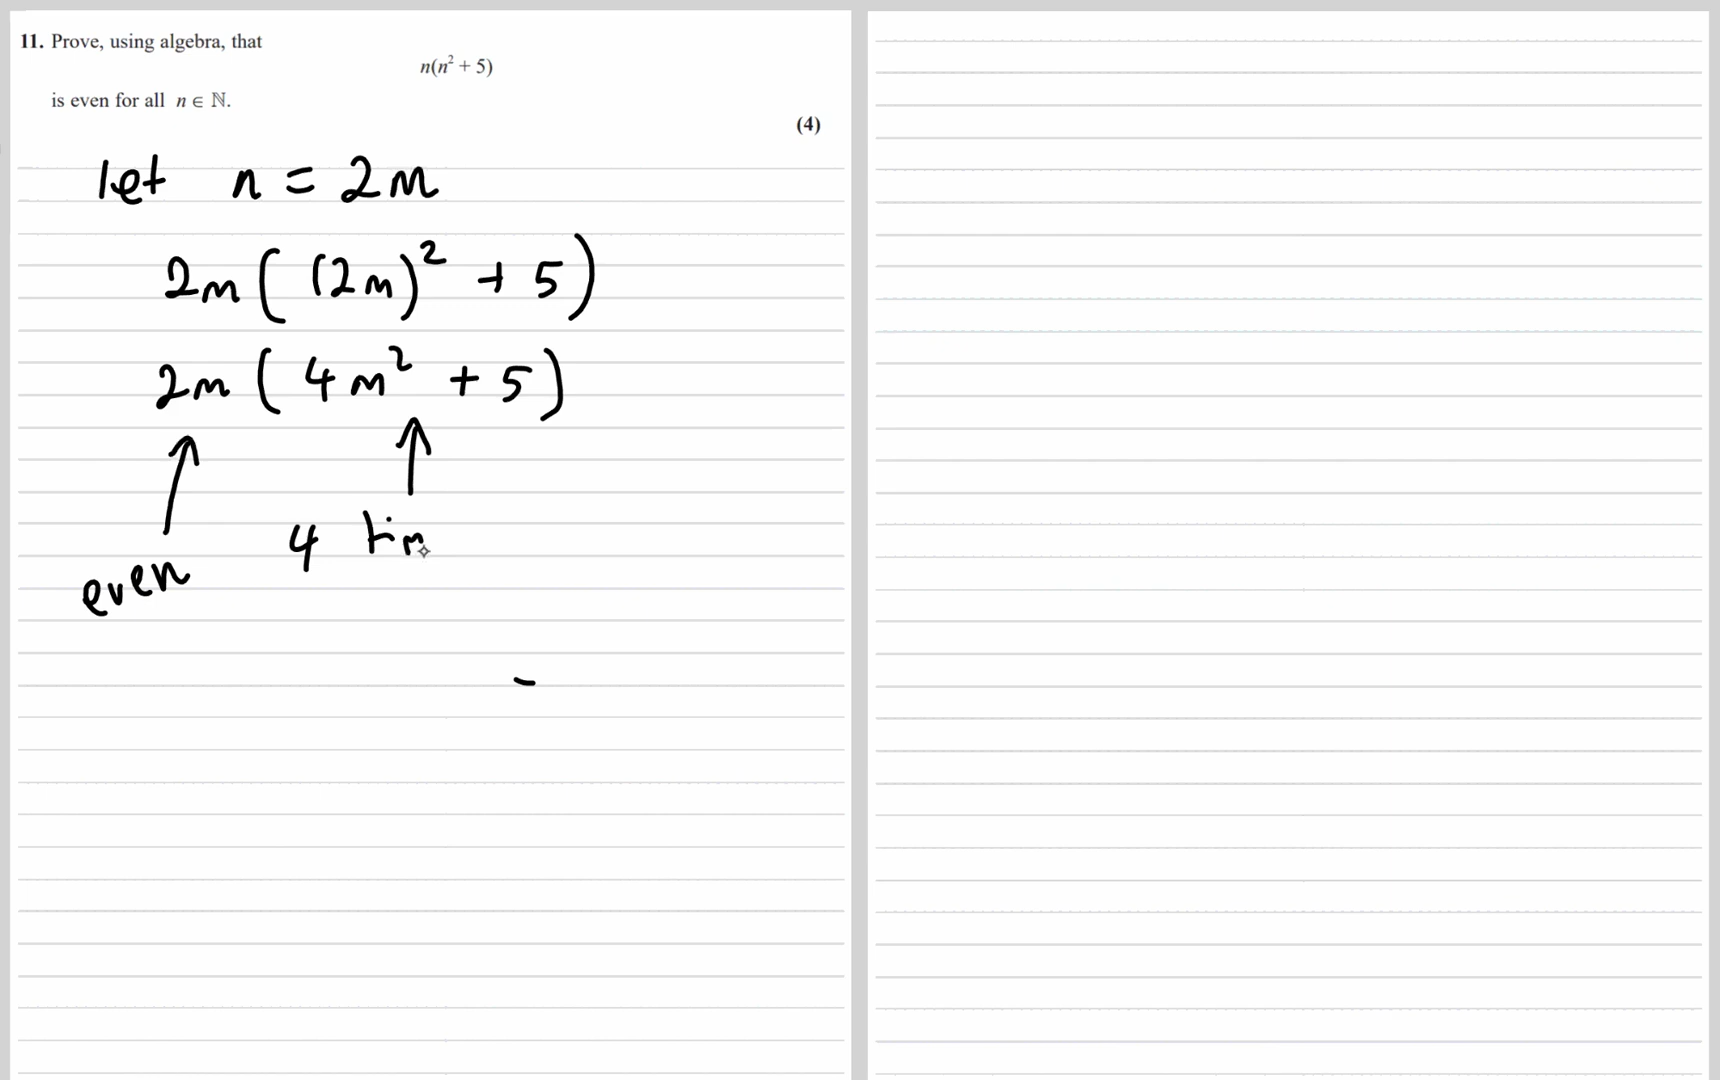 11. Prove, using algebra, that
n(n² + 5)
is even for all n ∈ ℕ.
(4)
let n = 2m
2m((2m)² + 5)
2m(4m² + 5)
4 tim
even